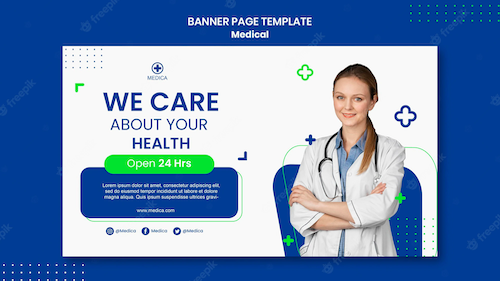 BANNER PAGE TEMPLATE
Medical
MEDICA
WE CARE
ABOUT YOUR
HEALTH
Open 24 Hrs
Lorem ipsum dolor sit amet, consectetur adipiscing
elit, sed do eiusmod tempor incididunt ut labore et dolore
magna aliqua. Quis ipsum suspendisse ultrices gravi-
www.medica.com
@Medica
@Medica
@Medica
freepik